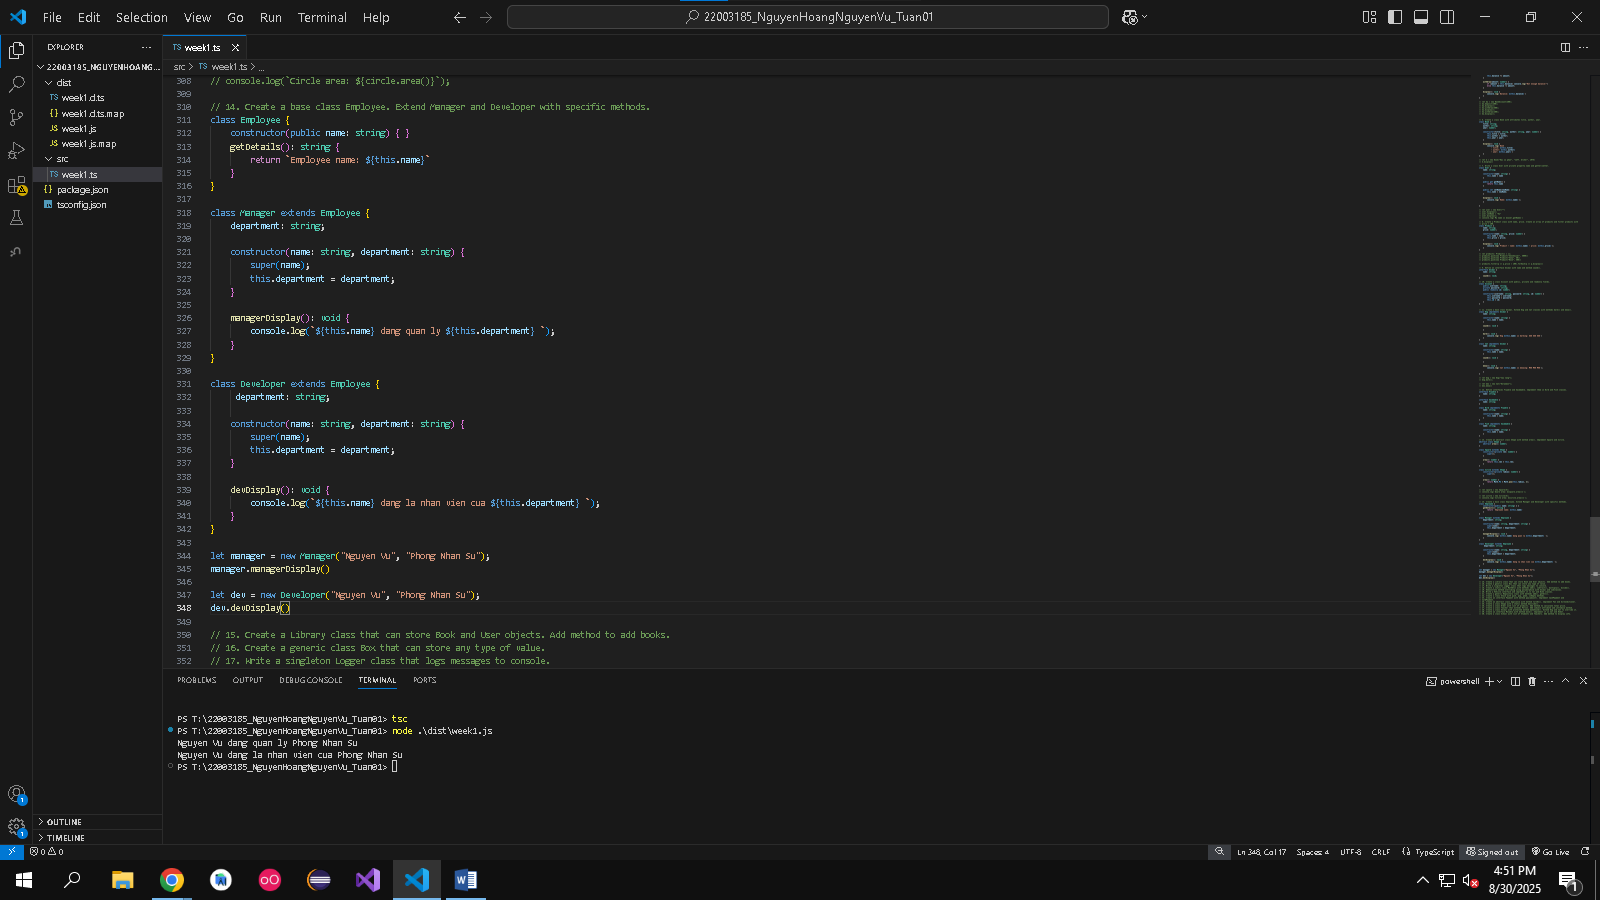 File Edit Selection View Go Run Terminal Help
22003185_NguyenHoangNguyenVu_Tuan01
EXPLORER
22003185_NGUYENHOANG...
dist
TS week1.d.ts
{} week1.d.ts.map
JS week1.js
{} week1.js.map
src
TS week1.ts
{} package.json
tsconfig.json
OUTLINE
TIMELINE
TS week1.ts
src > TS week1.ts > ...
308 // console.log(`Circle area: ${circle.area()}`);
309
310 // 14. Create a base class Employee. Extend Manager and Developer with specific methods.
311 class Employee {
312 constructor(public name: string) { }
313 getDetails(): string {
314 return `Employee name: ${this.name}`
315 }
316 }
317
318 class Manager extends Employee {
319 department: string;
320
321 constructor(name: string, department: string) {
322 super(name);
323 this.department = department;
324 }
325
326 managerDisplay(): void {
327 console.log(`${this.name} dang quan ly ${this.department} `);
328 }
329 }
330
331 class Developer extends Employee {
332 department: string;
333
334 constructor(name: string, department: string) {
335 super(name);
336 this.department = department;
337 }
338
339 devDisplay(): void {
340 console.log(`${this.name} dang la nhan vien cua ${this.department} `);
341 }
342 }
343
344 let manager = new Manager("Nguyen Vu", "Phong Nhan Su");
345 manager.managerDisplay()
346
347 let dev = new Developer("Nguyen Vu", "Phong Nhan Su");
348 dev.devDisplay()
349
350 // 15. Create a Library class that can store Book and User objects. Add method to add books.
351 // 16. Create a generic class Box that can store any type of value.
352 // 17. Write a singleton Logger class that logs messages to console.
PROBLEMS OUTPUT DEBUG CONSOLE TERMINAL PORTS
powershell
PS T:\22003185_NguyenHoangNguyenVu_Tuan01> tsc
PS T:\22003185_NguyenHoangNguyenVu_Tuan01> node .\dist\week1.js
Nguyen Vu dang quan ly Phong Nhan Su
Nguyen Vu dang la nhan vien cua Phong Nhan Su
PS T:\22003185_NguyenHoangNguyenVu_Tuan01>
0 0
Ln 348, Col 17 Spaces: 4 UTF-8 CRLF {} TypeScript Signed out Go Live
4:51 PM
8/30/2025
1